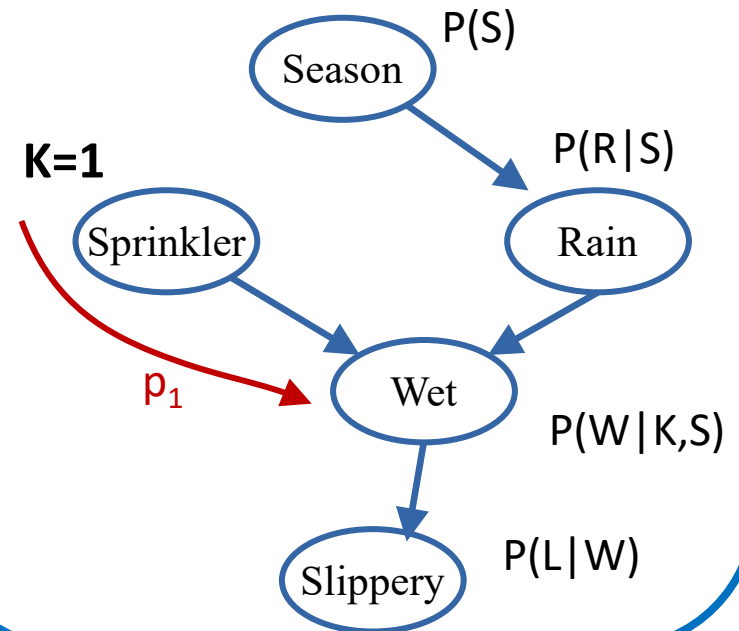 P(S)
Season
P(R|S)
K=1
Sprinkler
Rain
p₁
Wet
P(W|K,S)
P(L|W)
Slippery